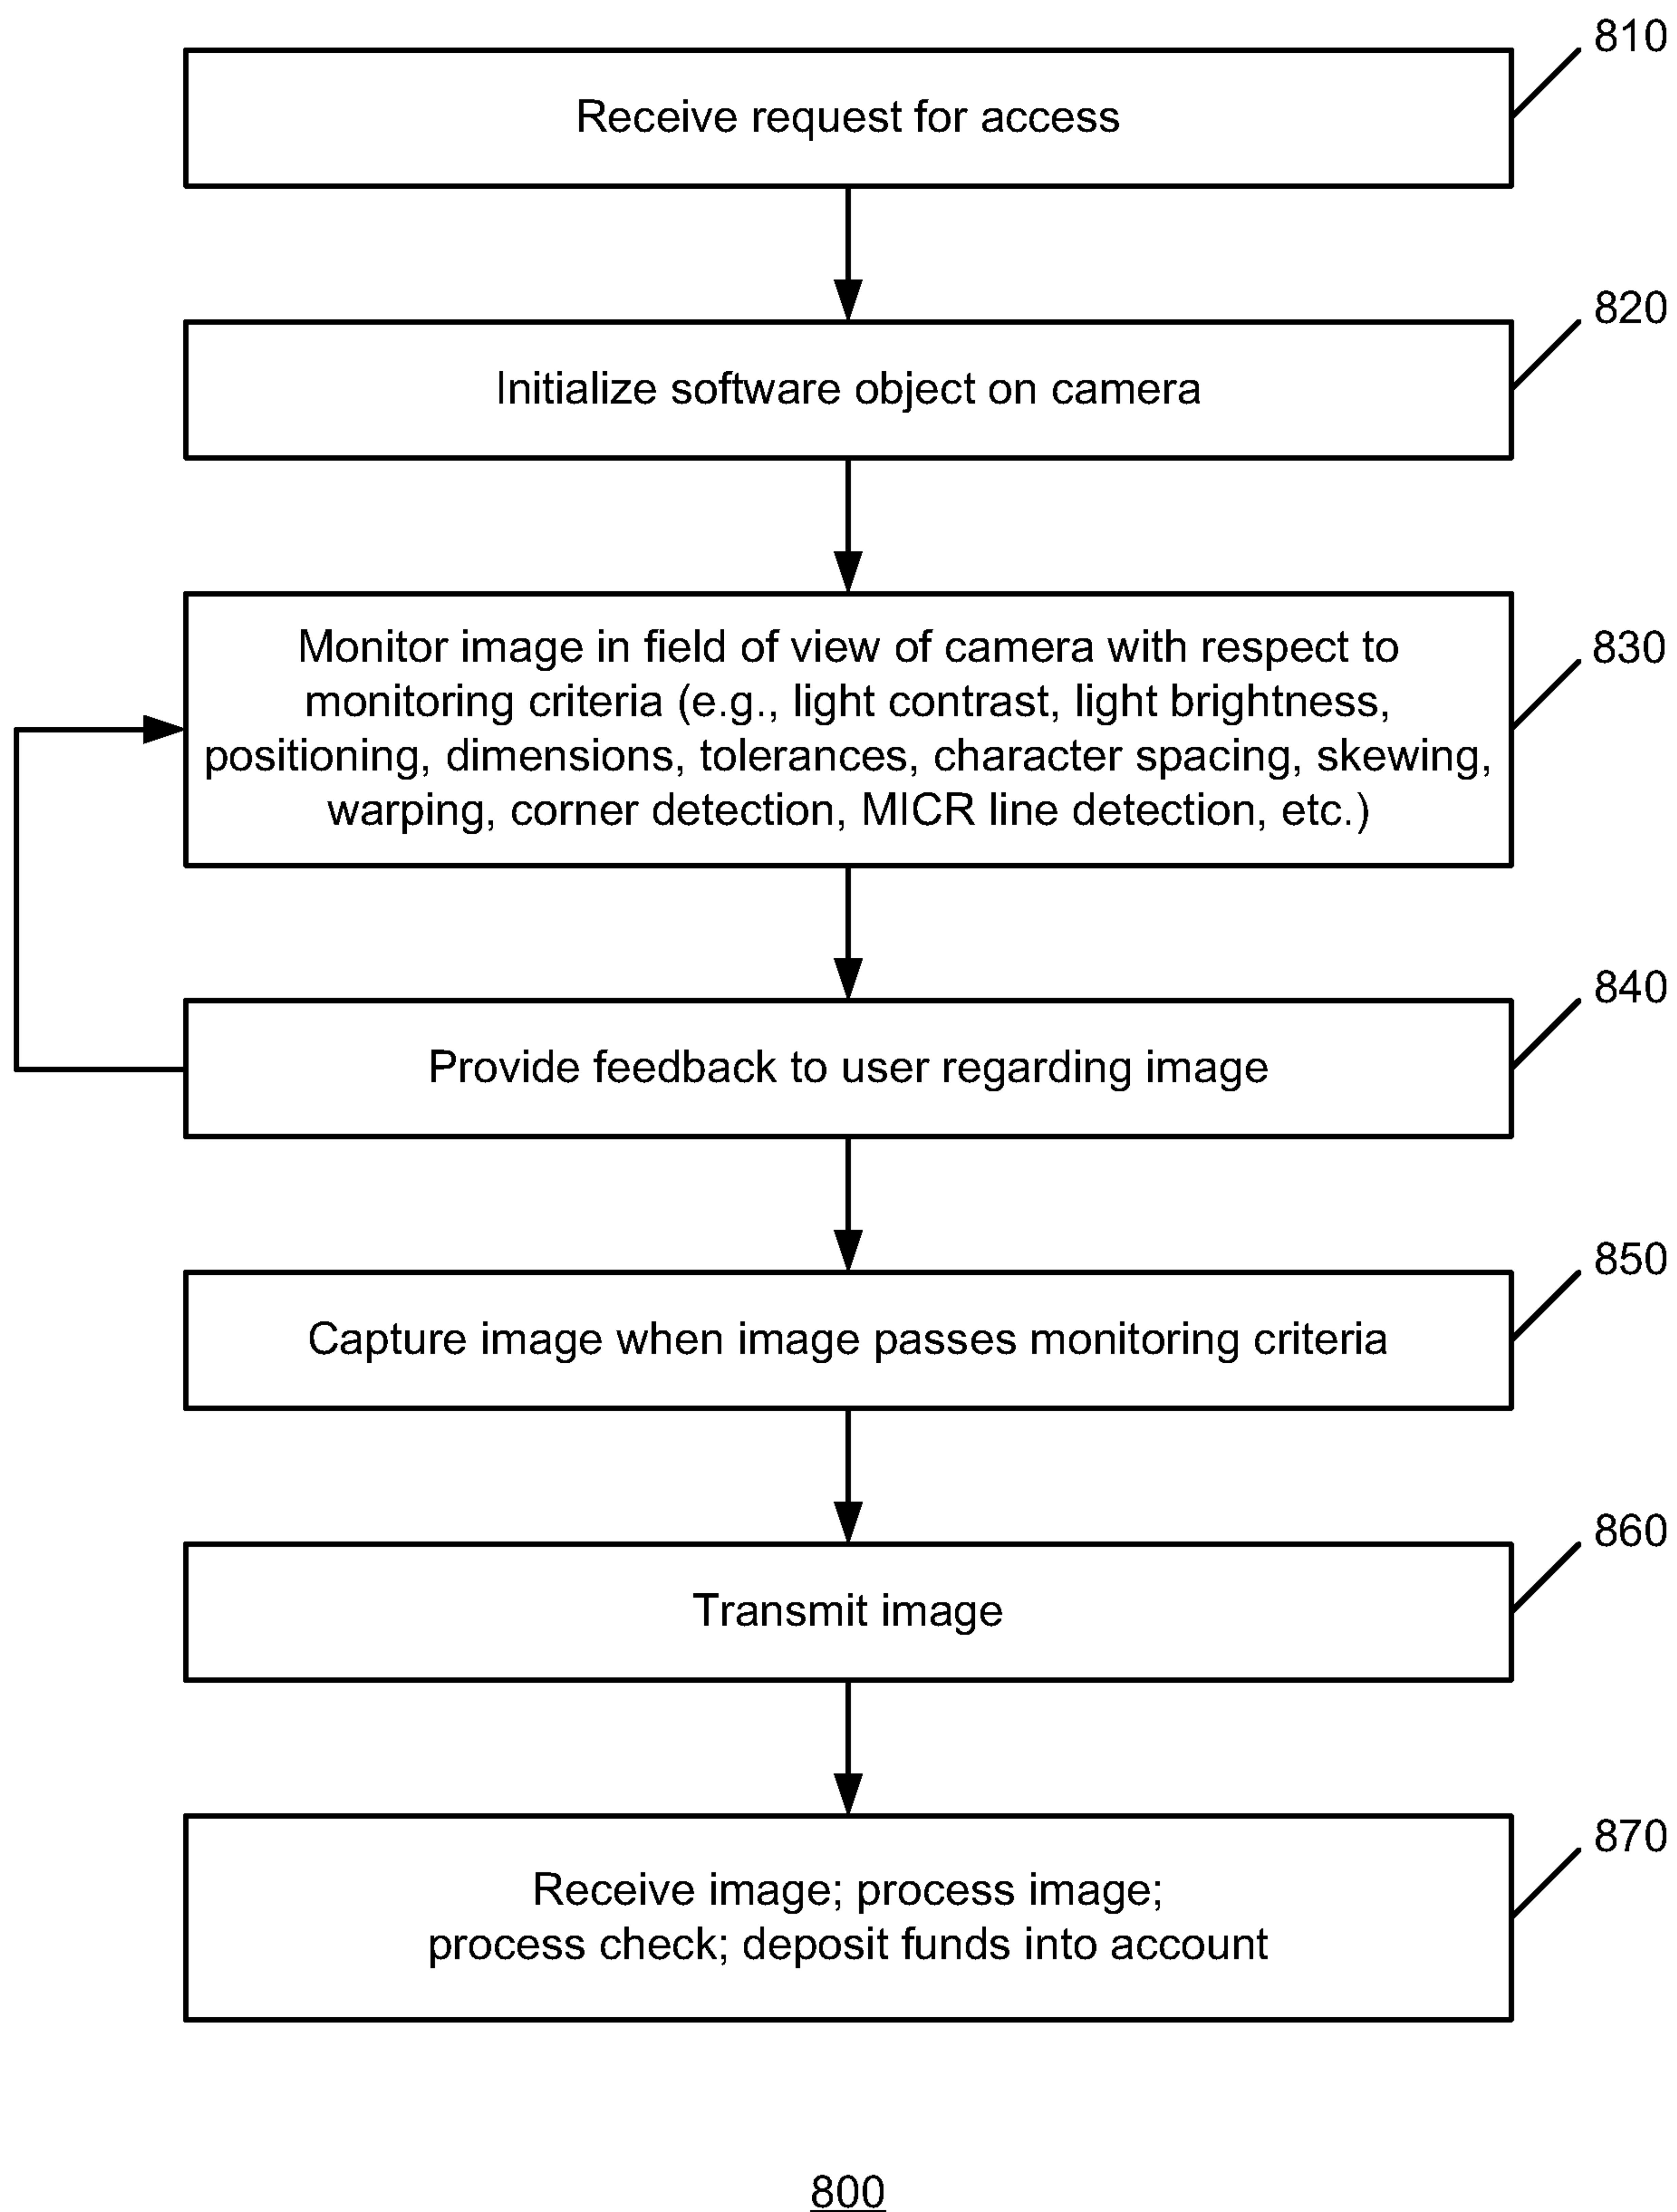 810
Receive request for access
820
Initialize software object on camera
830
Monitor image in field of view of camera with respect to
monitoring criteria (e.g., light contrast, light brightness,
positioning, dimensions, tolerances, character spacing, skewing,
warping, corner detection, MICR line detection, etc.)
840
Provide feedback to user regarding image
850
Capture image when image passes monitoring criteria
860
Transmit image
870
Receive image; process image;
process check; deposit funds into account
800